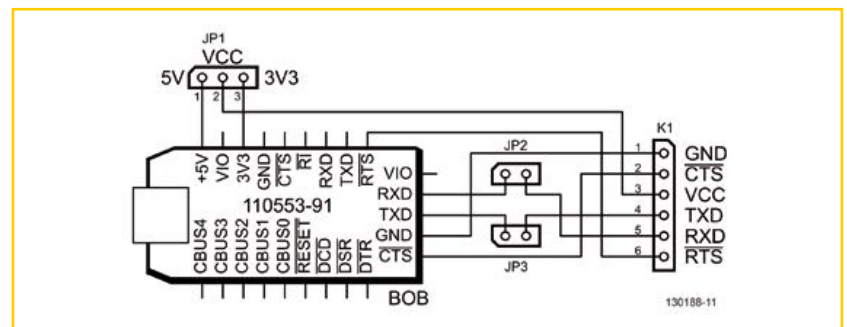 JP1
VCC
5V 3V3
1 2 3
+5V
VIO
3V3
GND
CTS
RI
RXD
TXD
RTS
VIO
RXD
TXD
GND
CTS
110553-91
CBUS4
CBUS3
CBUS2
CBUS1
CBUS0
RESET
DCD
DSR
DTR
BOB
JP2
JP3
K1
1 GND
2 CTS
3 VCC
4 TXD
5 RXD
6 RTS
130188-11